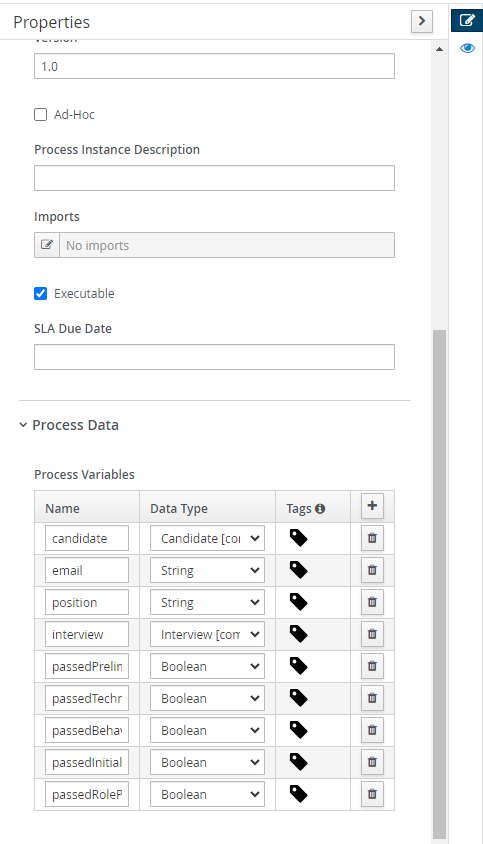 Properties
Version
1.0
Ad-Hoc
Process Instance Description
Imports
No imports
Executable
SLA Due Date
Process Data
Process Variables
Name Data Type Tags
candidate Candidate [cor
email String
position String
interview Interview [com
passedPrelin Boolean
passedTechr Boolean
passedBehav Boolean
passedInitial Boolean
passedRoleP Boolean